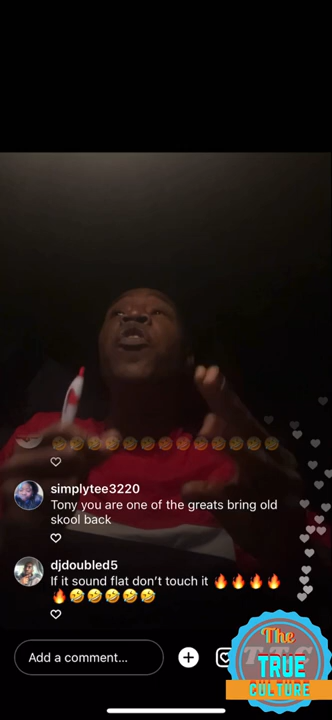 simplytee3220
Tony you are one of the greats bring old
skool back
djdoubled5
If it sound flat don’t touch it 🔥🔥🔥🔥
🔥🤣🤣🤣🤣🤣
Add a comment...
The
TRUE
CULTURE